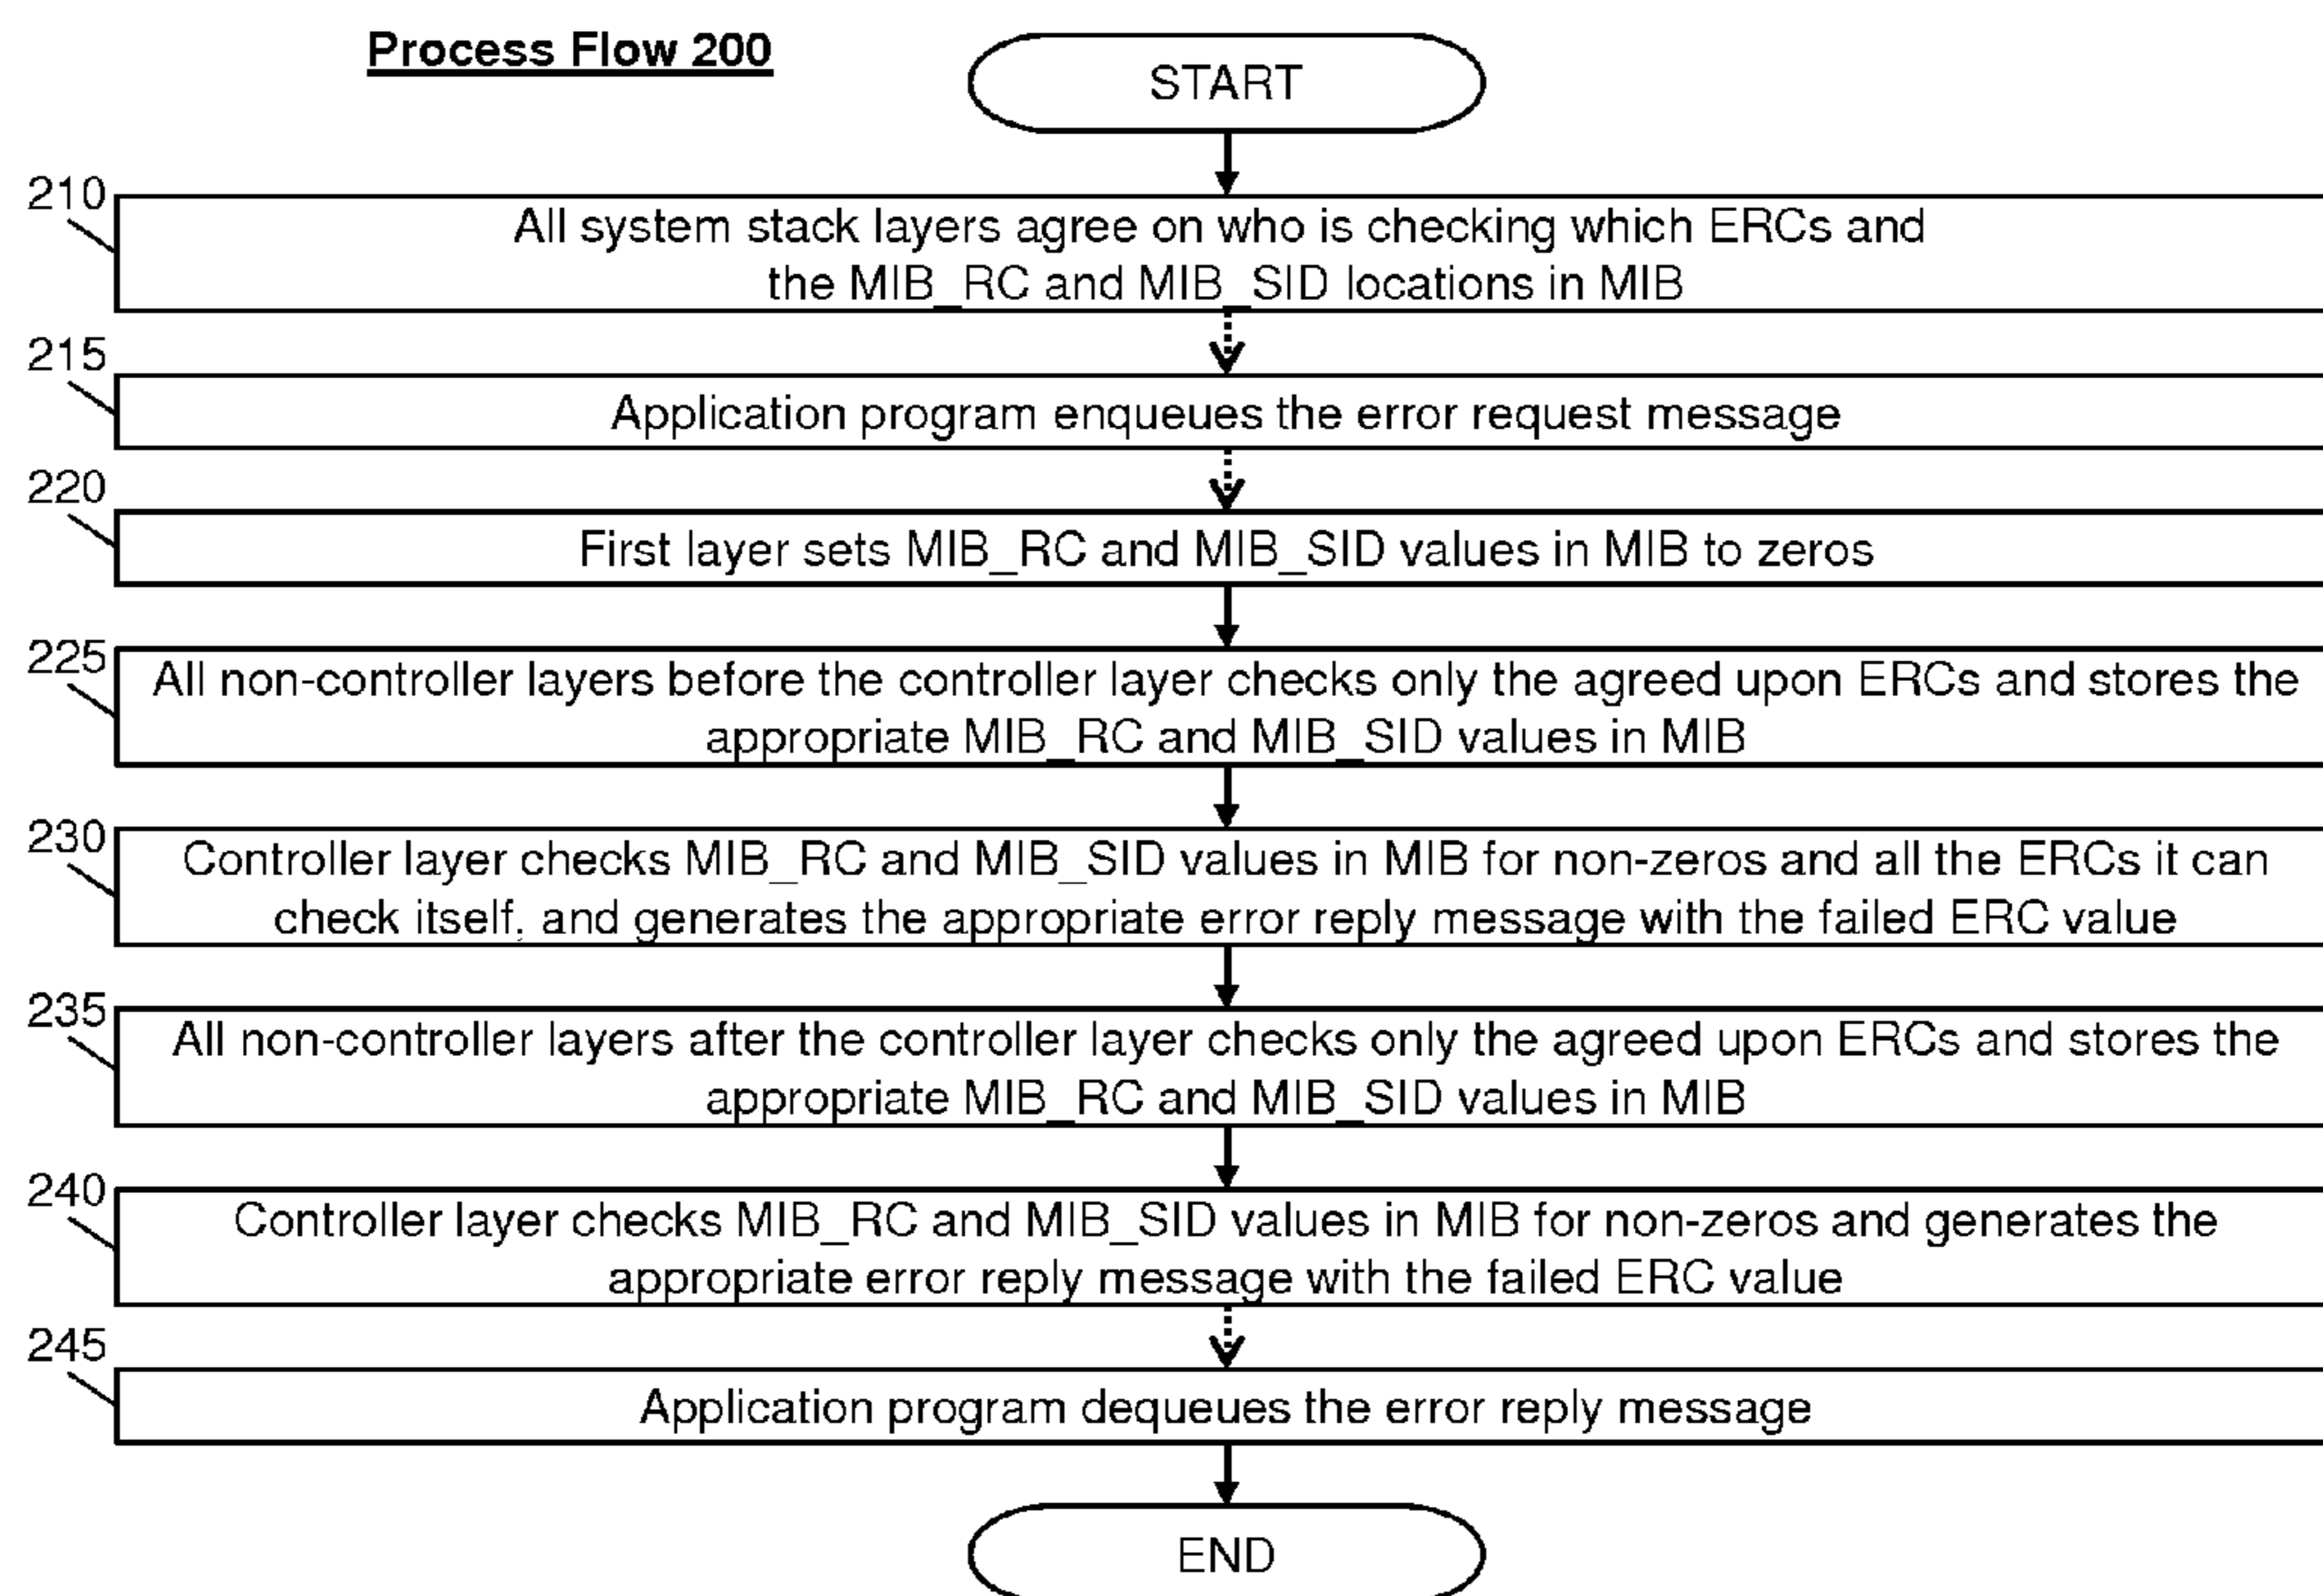 Process Flow 200
START
210
All system stack layers agree on who is checking which ERCs and
the MIB_RC and MIB_SID locations in MIB
215
Application program enqueues the error request message
220
First layer sets MIB_RC and MIB_SID values in MIB to zeros
225
All non-controller layers before the controller layer checks only the agreed upon ERCs and stores the
appropriate MIB_RC and MIB_SID values in MIB
230
Controller layer checks MIB_RC and MIB_SID values in MIB for non-zeros and all the ERCs it can
check itself, and generates the appropriate error reply message with the failed ERC value
235
All non-controller layers after the controller layer checks only the agreed upon ERCs and stores the
appropriate MIB_RC and MIB_SID values in MIB
240
Controller layer checks MIB_RC and MIB_SID values in MIB for non-zeros and generates the
appropriate error reply message with the failed ERC value
245
Application program dequeues the error reply message
END